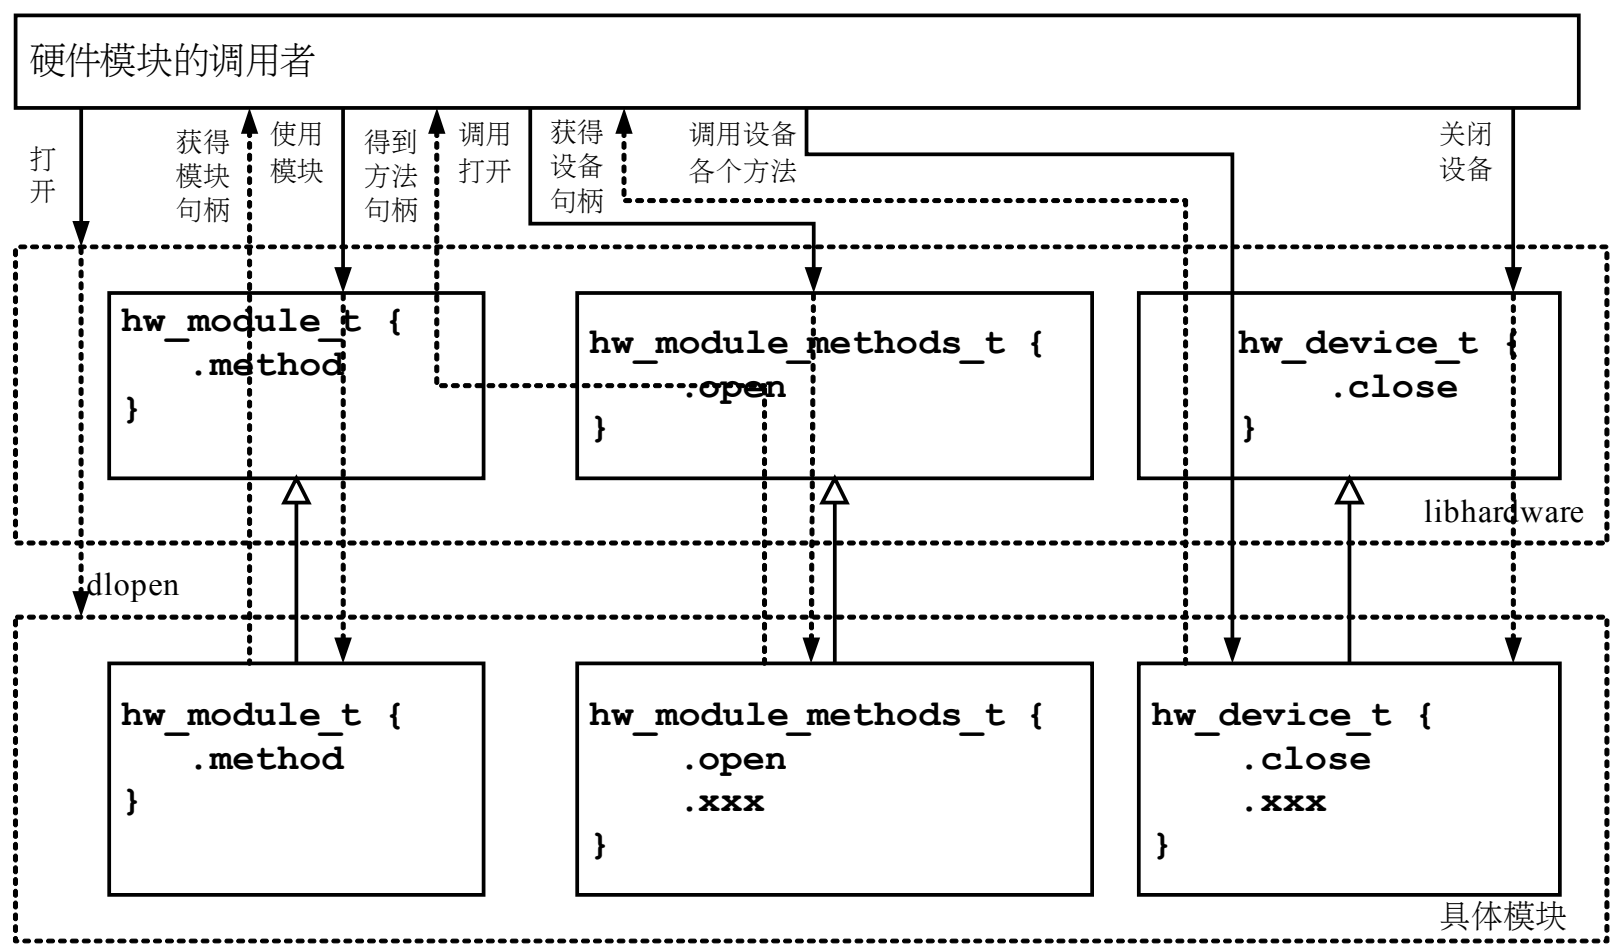 硬件模块的调用者
打
开
获得
模块
句柄
使用
模块
得到
方法
句柄
调用
打开
获得
设备
句柄
调用设备
各个方法
关闭
设备
hw_module_t {
.method
}
hw_module_methods_t {
.open
}
hw_device_t {
.close
}
libhardware
dlopen
hw_module_t {
.method
}
hw_module_methods_t {
.open
.xxx
}
hw_device_t {
.close
.xxx
}
具体模块